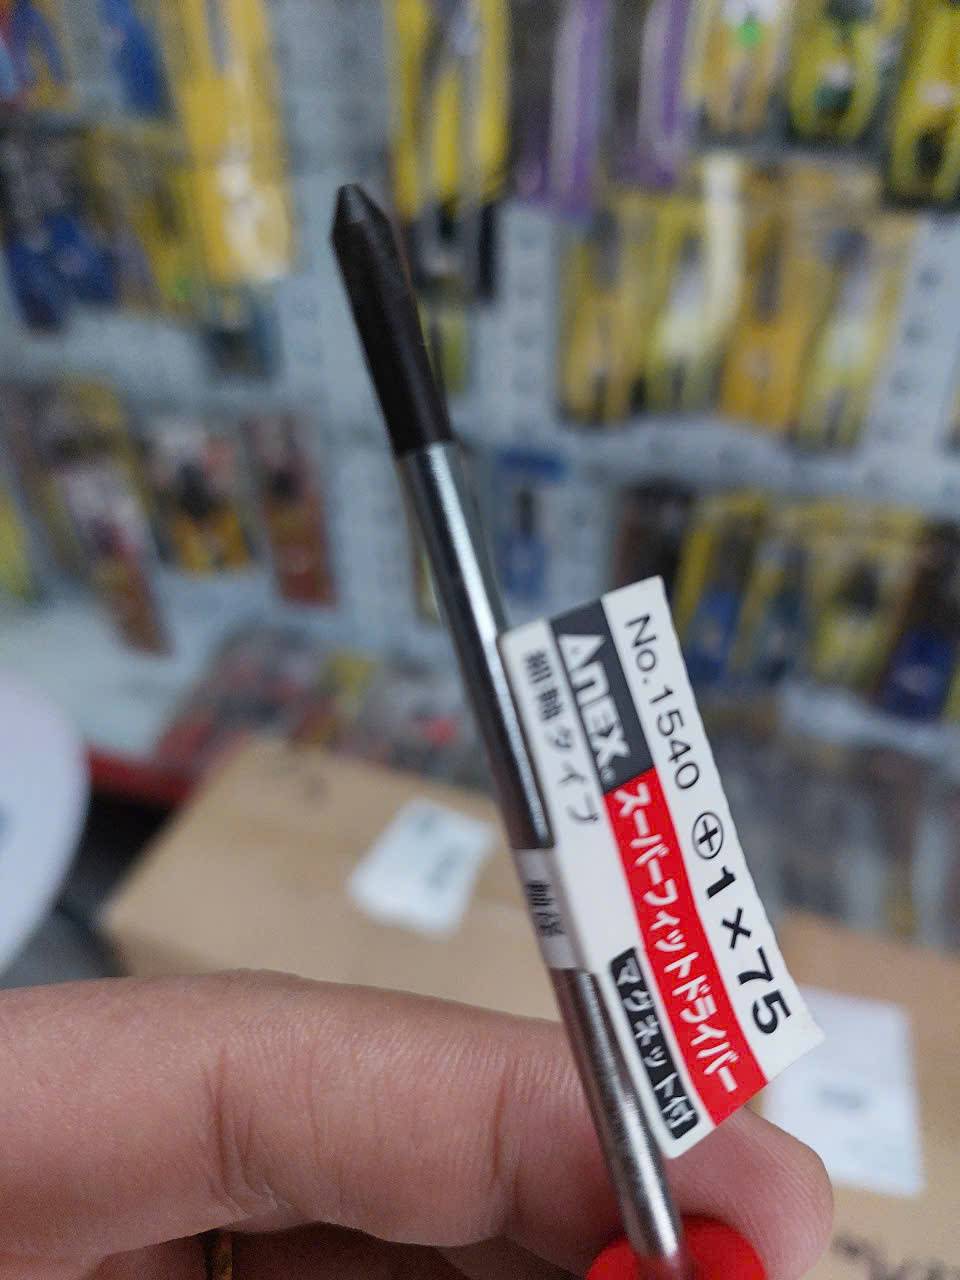 No.1540 ⊕1×75
ANEX®
スーパーフィットドライバー
細軸タイプ
マグネット付